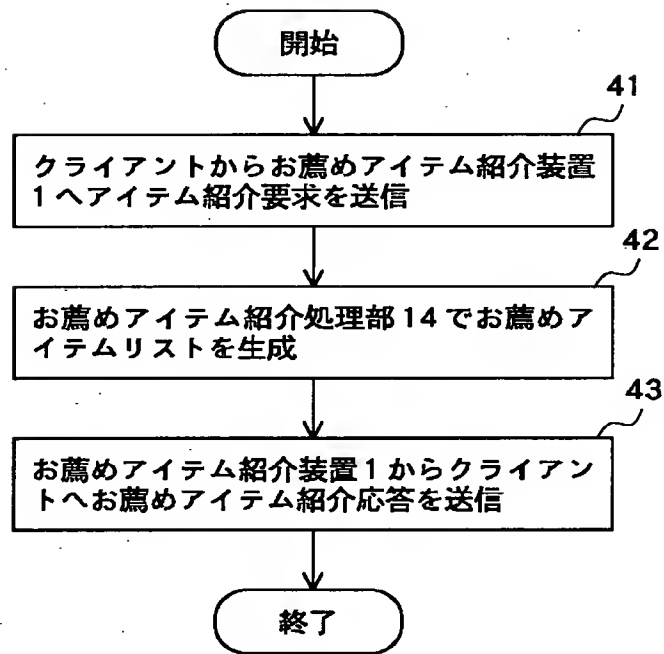 開始
41
クライアントからお薦めアイテム紹介装置
1へアイテム紹介要求を送信
42
お薦めアイテム紹介処理部14でお薦めア
イテムリストを生成
43
お薦めアイテム紹介装置1からクライアン
トへお薦めアイテム紹介応答を送信
終了